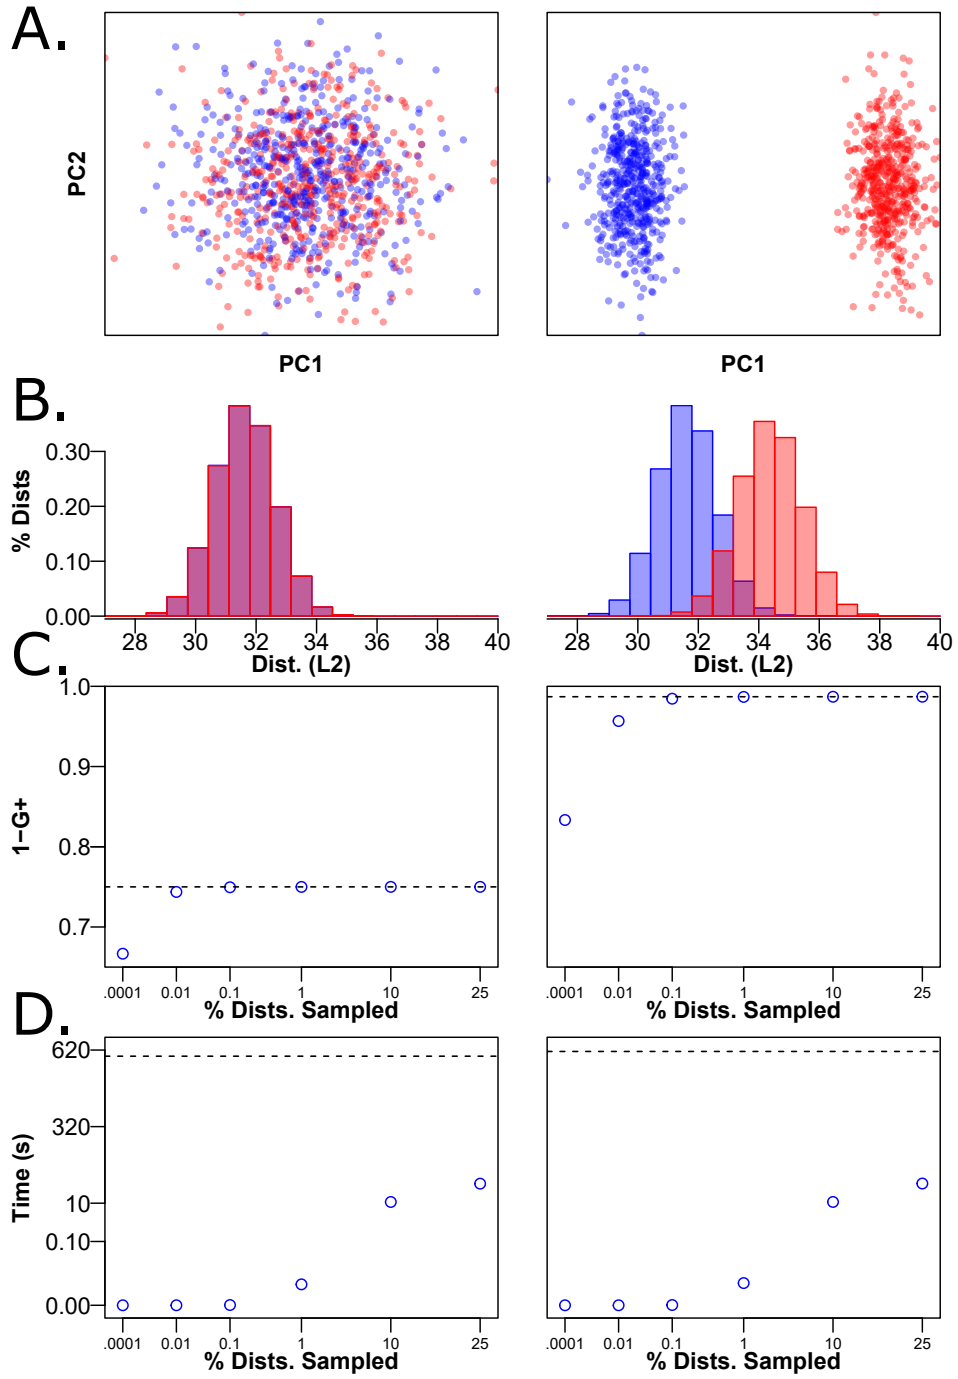 A.
PC2
PC1 PC1
B.
% Dists
0.30
0.20
0.10
0.00
28 30 32 34 36 38 40 28 30 32 34 36 38 40
Dist. (L2) Dist. (L2)
C.
1−G+
1.0
0.9
0.8
0.7
.0001 0.01 0.1 1 10 25 .0001 0.01 0.1 1 10 25
% Dists. Sampled % Dists. Sampled
D.
Time (s)
620
320
10
0.10
0.00
.0001 0.01 0.1 1 10 25 .0001 0.01 0.1 1 10 25
% Dists. Sampled % Dists. Sampled